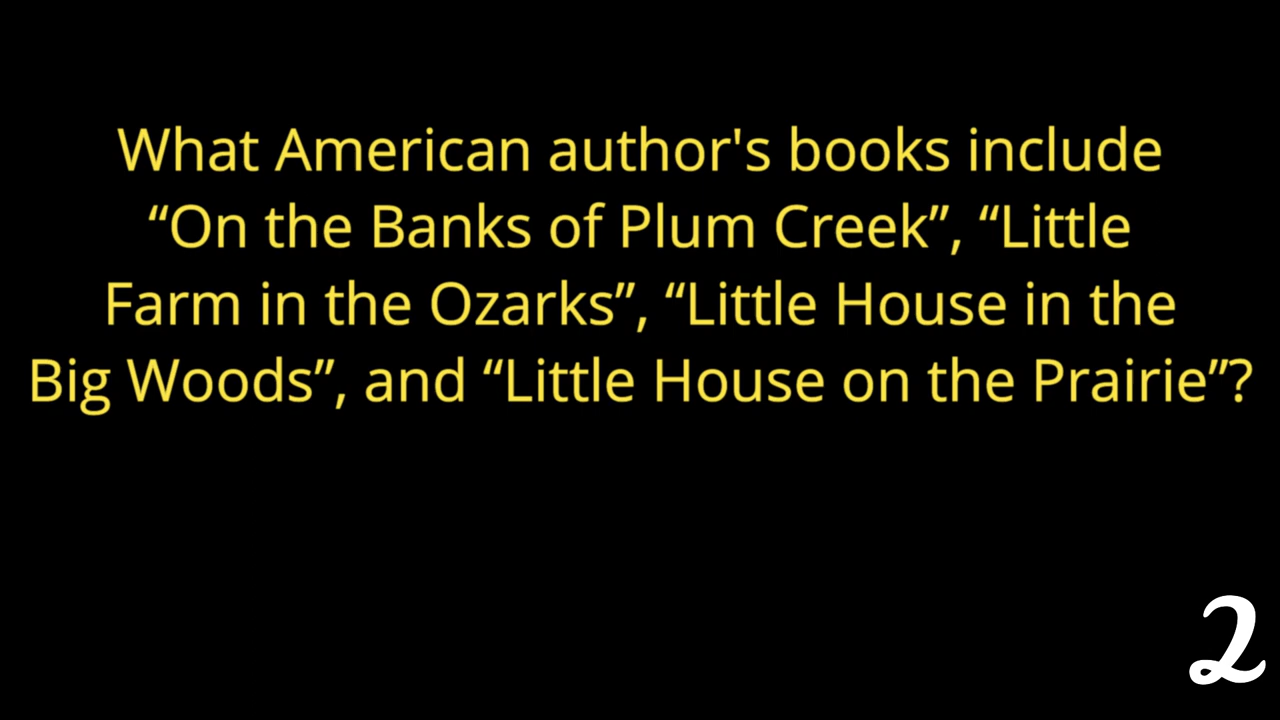 What American author's books include
“On the Banks of Plum Creek”, “Little
Farm in the Ozarks”, “Little House in the
Big Woods”, and “Little House on the Prairie”?
2